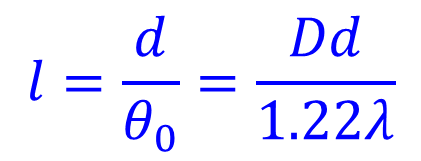 l = d/θ₀ = Dd/1.22λ